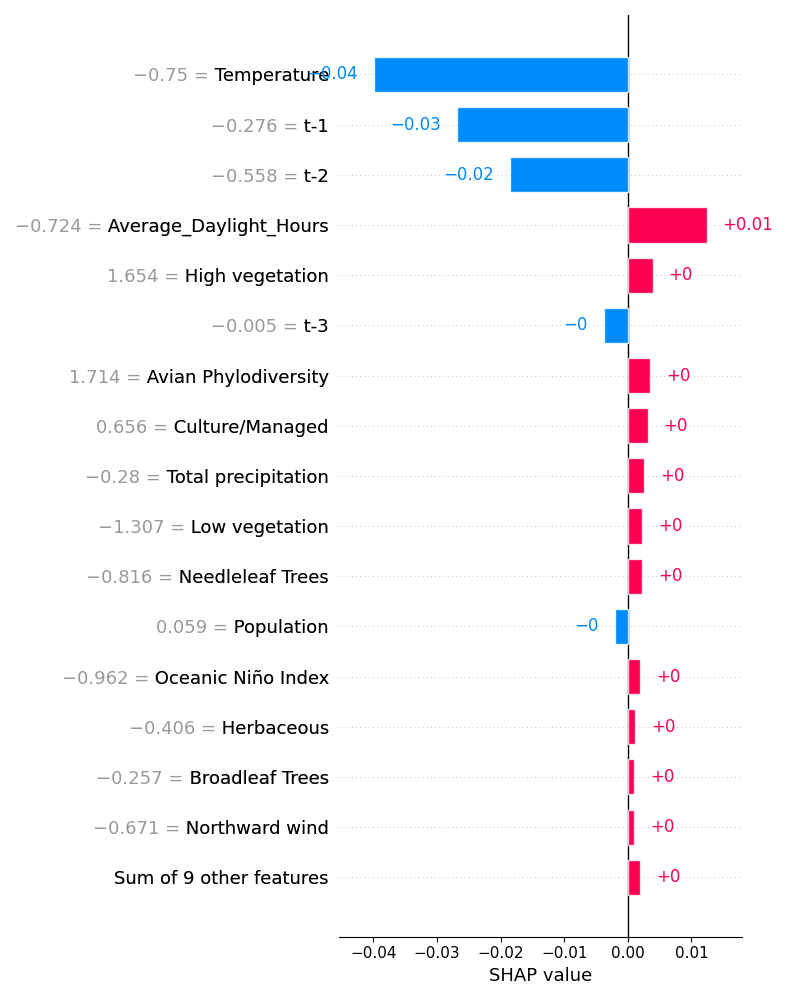 −0.75 = Temperature −0.04
−0.276 = t-1 −0.03
−0.558 = t-2 −0.02
−0.724 = Average_Daylight_Hours +0.01
1.654 = High vegetation +0
−0.005 = t-3 −0
1.714 = Avian Phylodiversity +0
0.656 = Culture/Managed +0
−0.28 = Total precipitation +0
−1.307 = Low vegetation +0
−0.816 = Needleleaf Trees +0
0.059 = Population −0
−0.962 = Oceanic Niño Index +0
−0.406 = Herbaceous +0
−0.257 = Broadleaf Trees +0
−0.671 = Northward wind +0
Sum of 9 other features +0
−0.04 −0.03 −0.02 −0.01 0.00 0.01
SHAP value